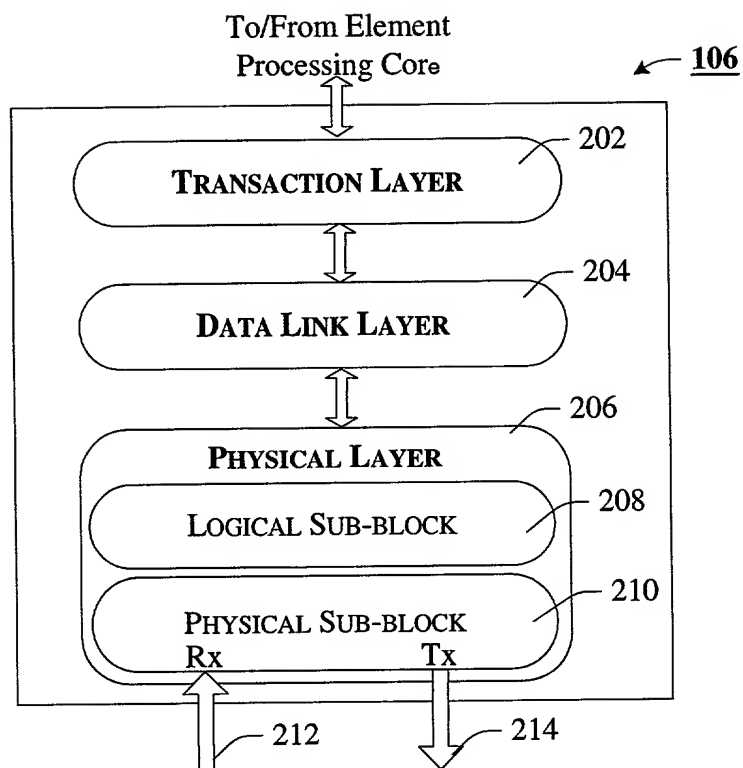 To/From Element
Processing Core
106
202
TRANSACTION LAYER
204
DATA LINK LAYER
206
PHYSICAL LAYER
208
LOGICAL SUB-BLOCK
210
PHYSICAL SUB-BLOCK
Rx Tx
212 214